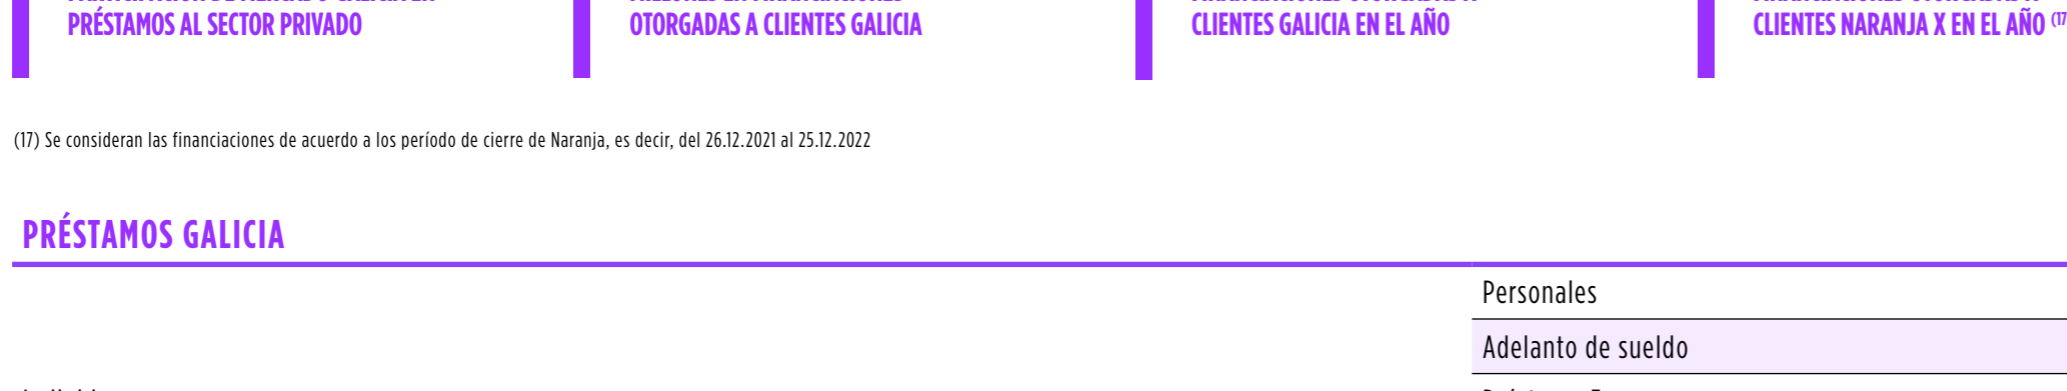 PRÉSTAMOS AL SECTOR PRIVADO
OTORGADAS A CLIENTES GALICIA
CLIENTES GALICIA EN EL AÑO
CLIENTES NARANJA X EN EL AÑO (17
(17) Se consideran las financiaciones de acuerdo a los período de cierre de Naranja, es decir, del 26.12.2021 al 25.12.2022
PRÉSTAMOS GALICIA
Personales
Adelanto de sueldo